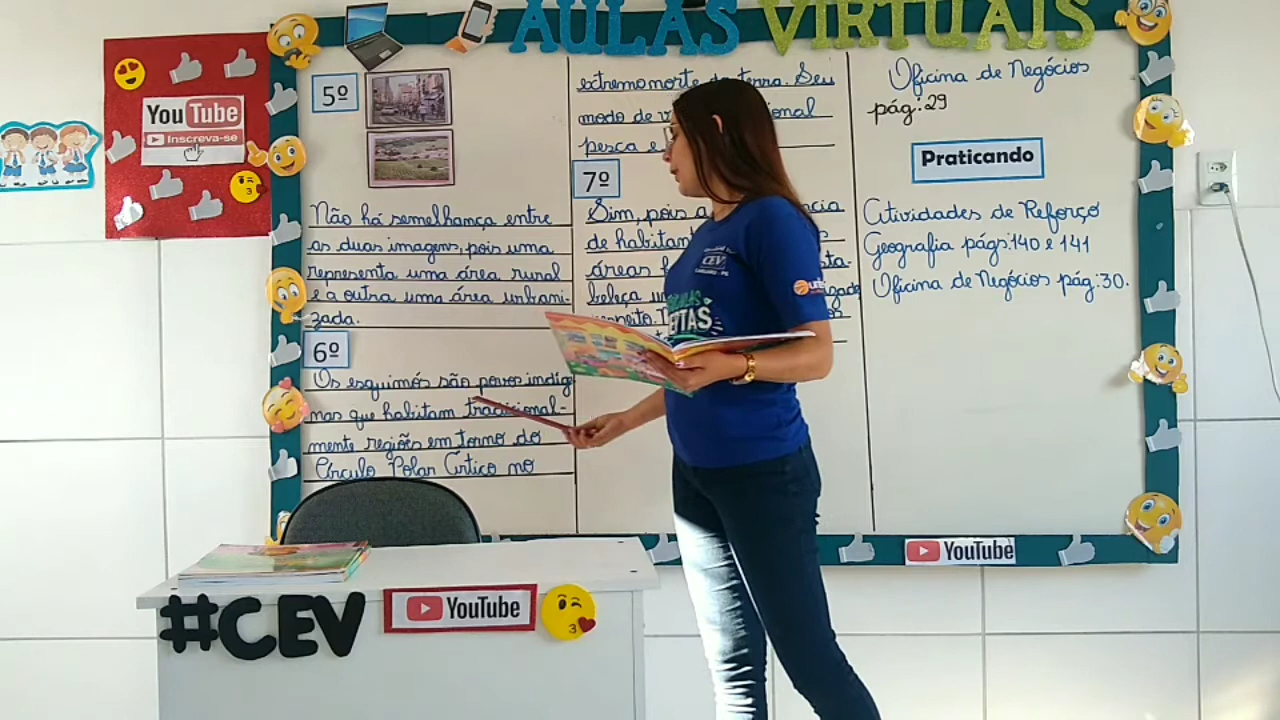 AULAS VIRTUAIS
YouTube
Inscreva-se
5º
Não há semelhança entre
as duas imagens, pois uma
representa uma área rural
e a outra uma área urbani-
zada.
6º
Os esquimós são povos indíge
nas que habitam tradicional-
mente regiões em torno do
Círculo Polar Ártico no
extremo norte da terra. Seu
modo de
pesca e
7º
Sim, pois a
de habitan
áreas
beleza
respeito.
Oficina de Negócios
pág: 29
Praticando
Atividades de Reforço
Geografia págs: 140 e 141
Oficina de Negócios pág: 30.
CEV
YouTube
#CEV
YouTube